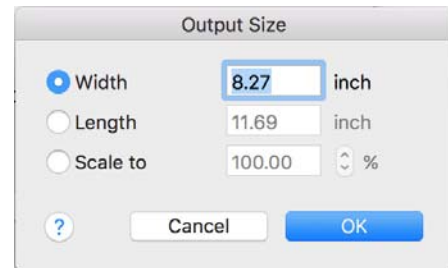 Output Size
Width 8.27 inch
Length 11.69 inch
Scale to 100.00 %
? Cancel OK